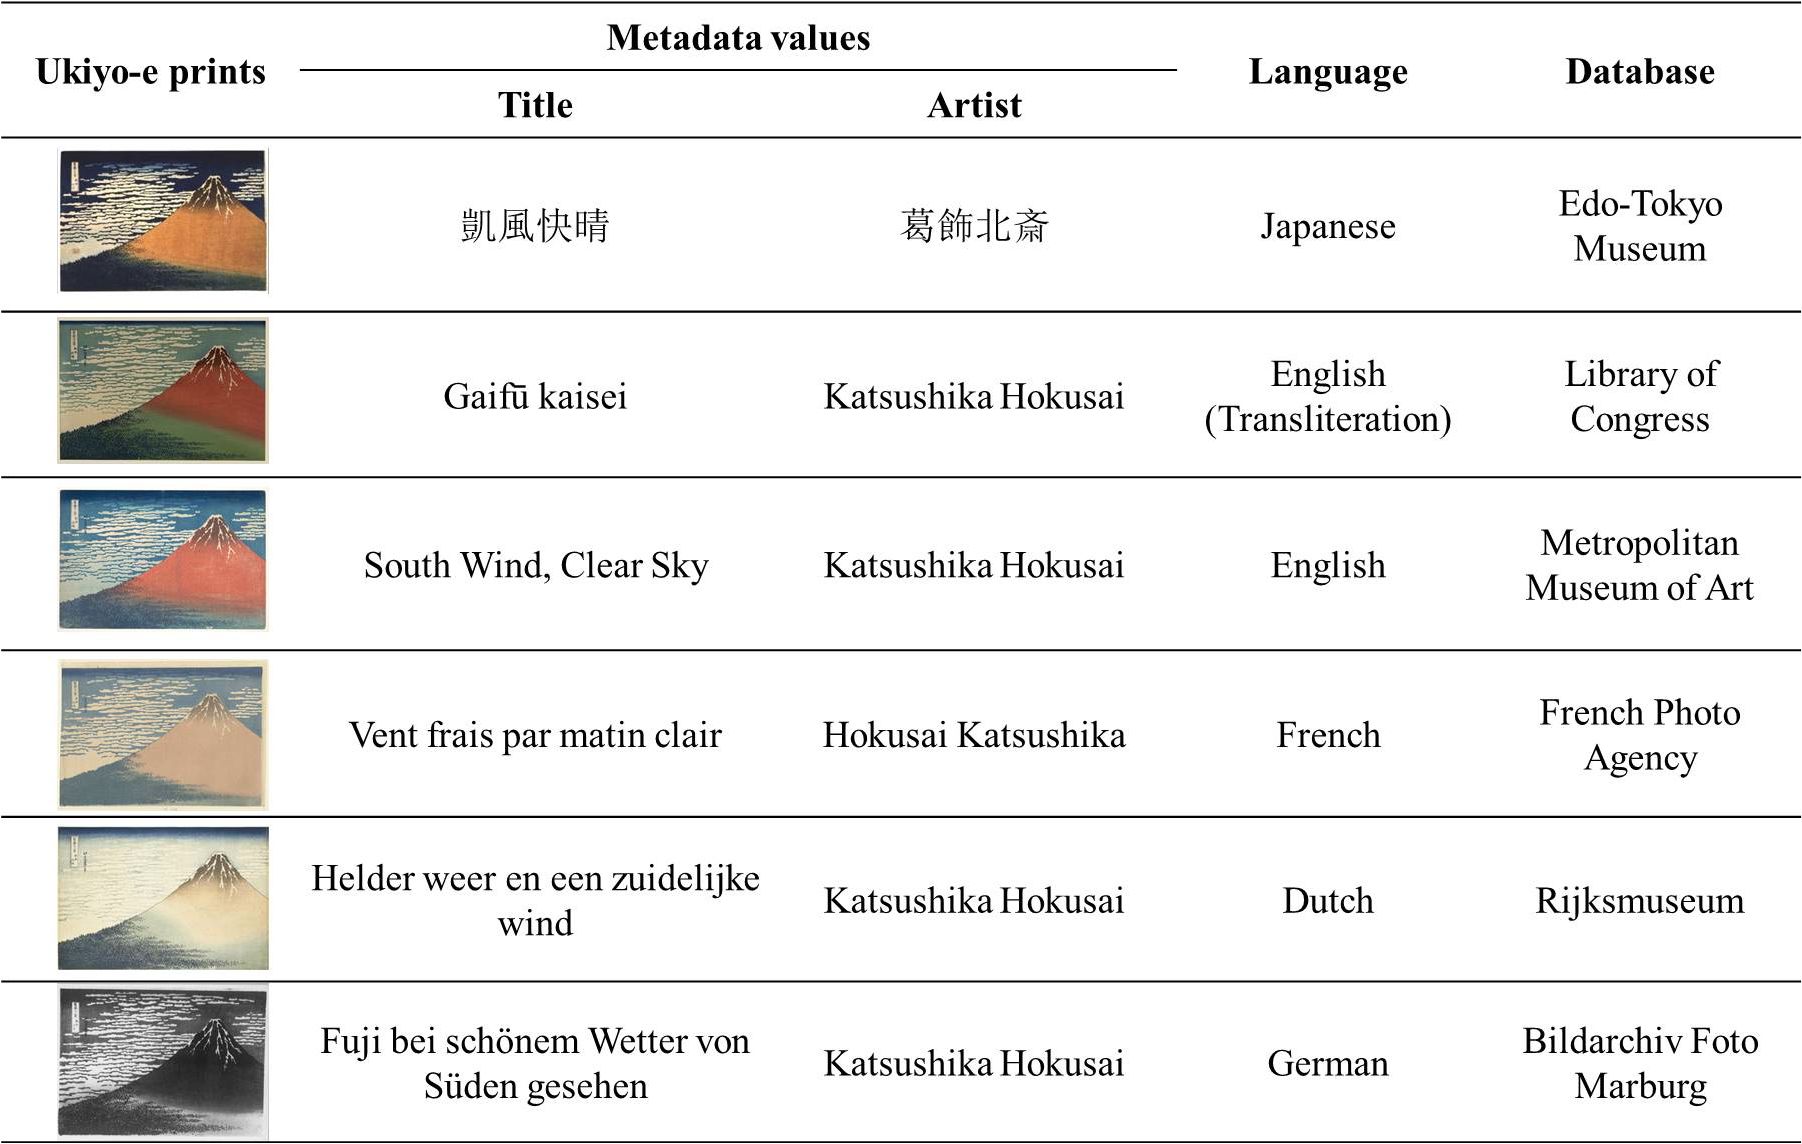 Ukiyo-e prints
Metadata values
Title
Artist
Language
Database
凱風快晴
葛飾北斎
Japanese
Edo-Tokyo
Museum
Gaifū kaisei
Katsushika Hokusai
English
(Transliteration)
Library of
Congress
South Wind, Clear Sky
Katsushika Hokusai
English
Metropolitan
Museum of Art
Vent frais par matin clair
Hokusai Katsushika
French
French Photo
Agency
Helder weer en een zuidelijke
wind
Katsushika Hokusai
Dutch
Rijksmuseum
Fuji bei schönem Wetter von
Süden gesehen
Katsushika Hokusai
German
Bildarchiv Foto
Marburg